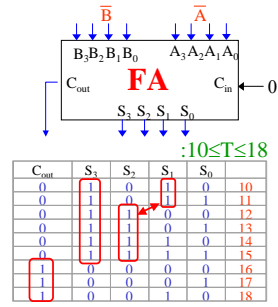 B A
B3B2B1B0 A3A2A1A0
Cout FA Cin 0
S3 S2 S1 S0
:10≤T≤18
Cout S3 S2 S1 S0
0 1 0 1 0 10
0 1 0 1 1 11
0 1 1 0 0 12
0 1 1 0 1 13
0 1 1 1 0 14
0 1 1 1 1 15
1 0 0 0 0 16
1 0 0 0 1 17
1 0 0 1 0 18